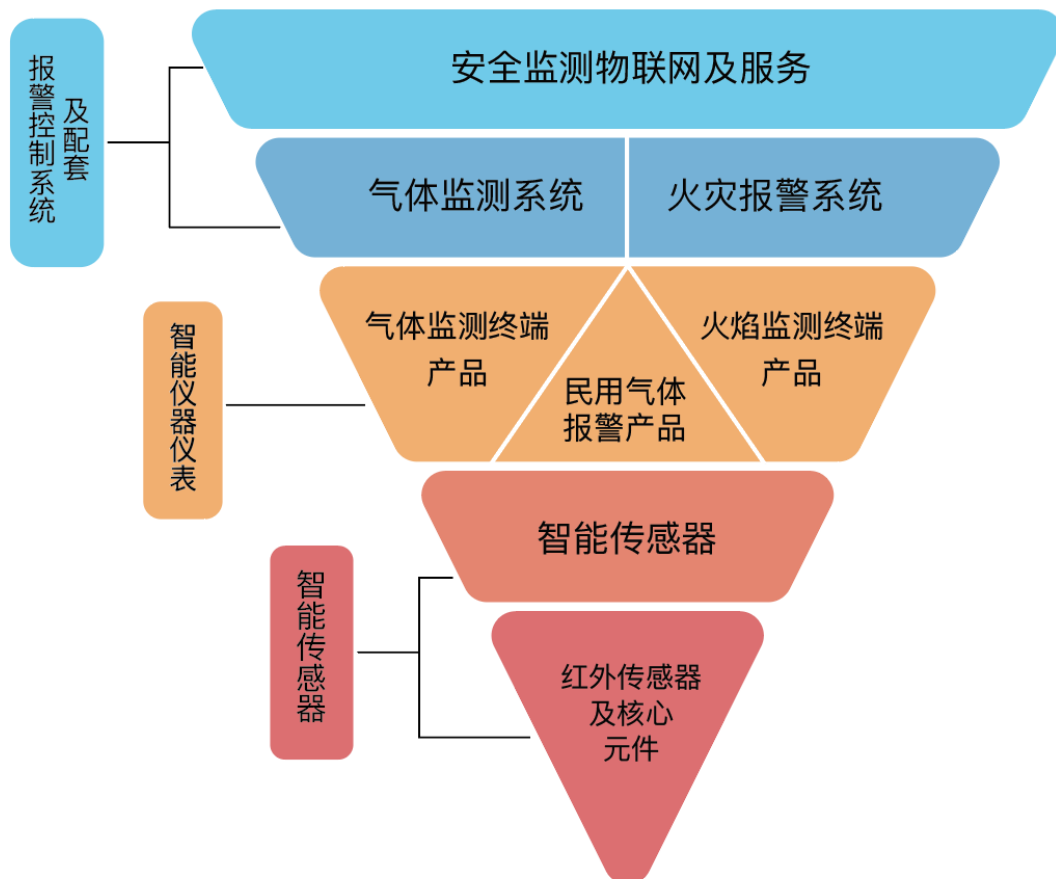 安全监测物联网及服务
报警控制系统
及配套
气体监测系统
火灾报警系统
气体监测终端
产品
民用气体
报警产品
火焰监测终端
产品
智能仪器仪表
智能传感器
智能传感器
红外传感器
及核心
元件